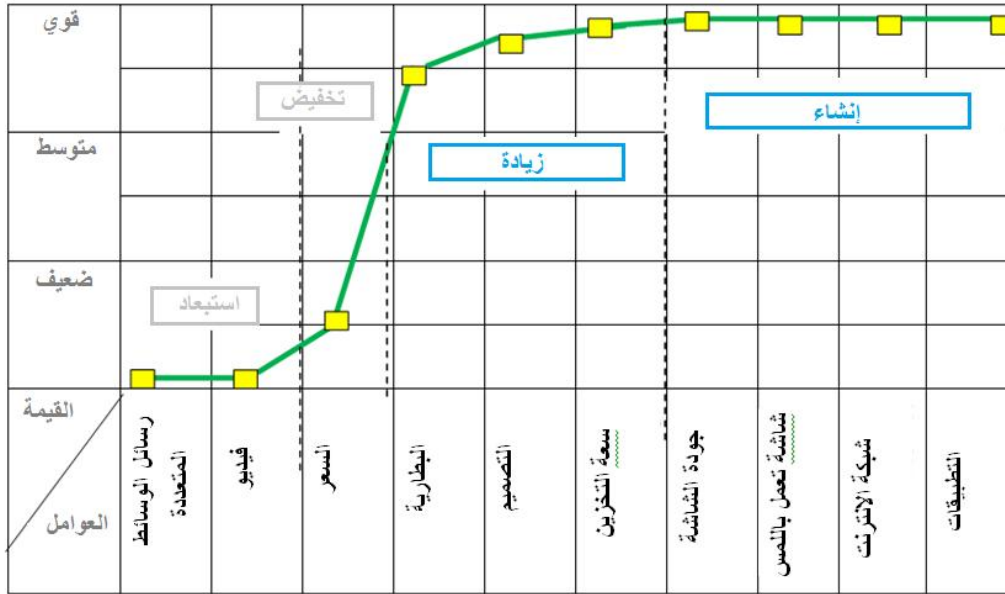 قوي
تخفيض
إنشاء
متوسط
زيادة
ضعيف
استبعاد
القيمة
العوامل
رسائل الوسائط
المتعددة
فيديو
السعر
البطارية
التصميم
سعة التخزين
جودة الشاشة
شاشة تعمل باللمس
شبكة الانترنت
التطبيقات